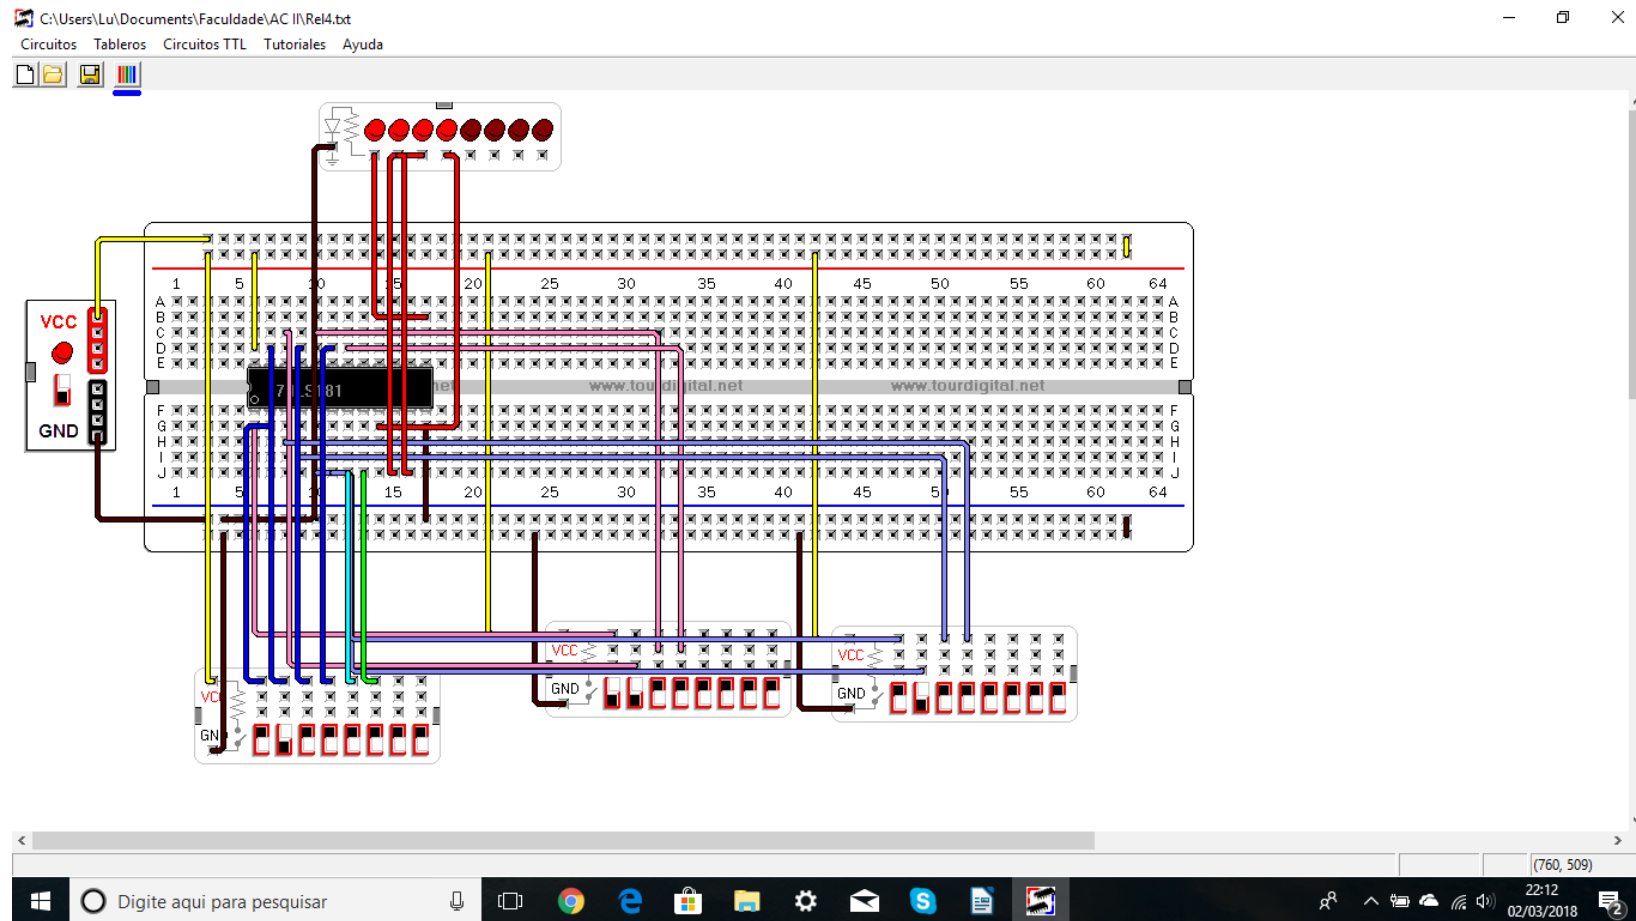 C:\Users\Lu\Documents\Faculdade\AC II\Rel4.txt
Circuitos Tableros Circuitos TTL Tutoriales Ayuda
1 5 10 15 20 25 30 35 40 45 50 55 60 64
A A
B B
VCC
C C
D D
E E
www.tourdigital.net www.tourdigital.net
F F
GND
G G
H H
I I
J J
1 5 10 15 20 25 30 35 40 45 50 55 60 64
VCC
GND
VCC
GND
(760, 509)
Digite aqui para pesquisar
22:12
02/03/2018
2